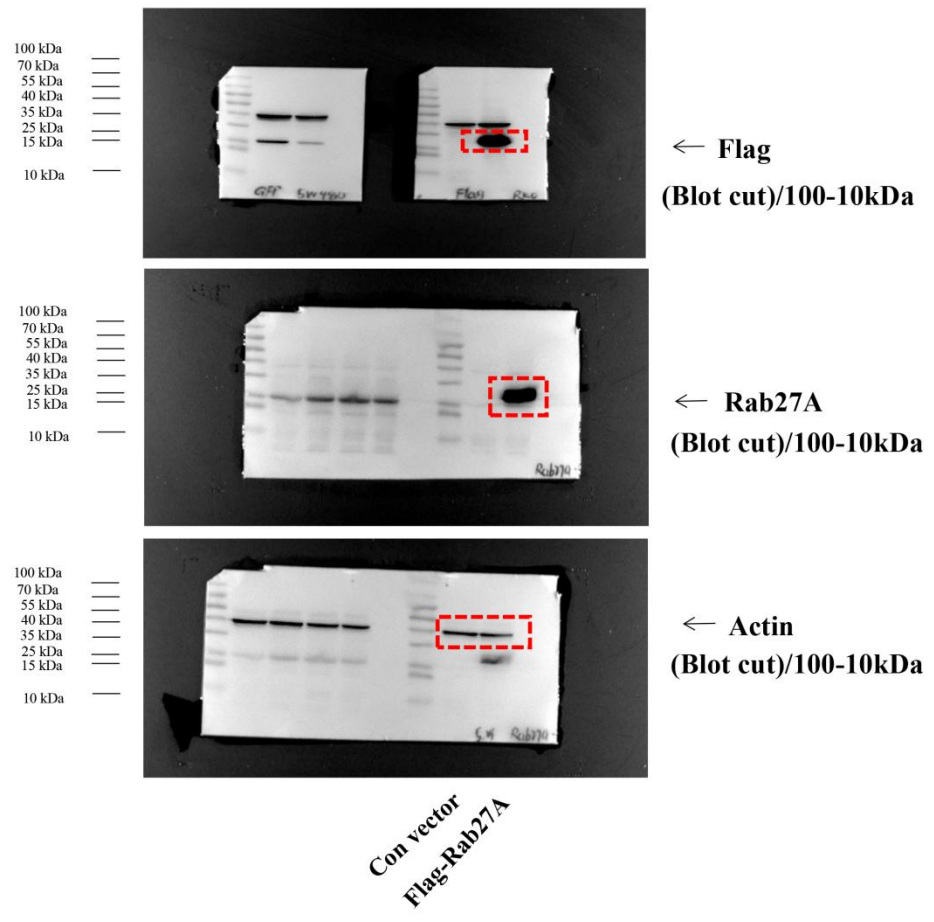 100 kDa
70 kDa
55 kDa
40 kDa
35 kDa
25 kDa
15 kDa
10 kDa
GFP SW480
Flag RKO
← Flag
(Blot cut)/100-10kDa
100 kDa
70 kDa
55 kDa
40 kDa
35 kDa
25 kDa
15 kDa
10 kDa
Rab27A
← Rab27A
(Blot cut)/100-10kDa
100 kDa
70 kDa
55 kDa
40 kDa
35 kDa
25 kDa
15 kDa
10 kDa
Rab27A
← Actin
(Blot cut)/100-10kDa
Con vector
Flag-Rab27A